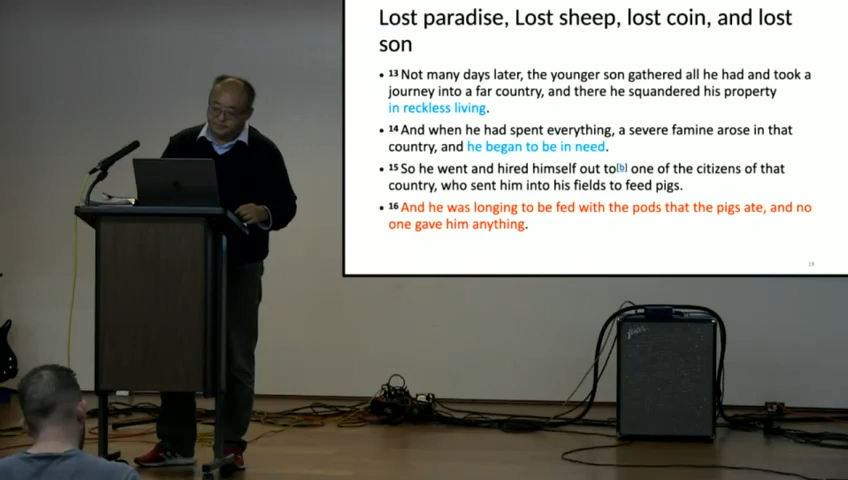 Lost paradise, Lost sheep, lost coin, and lost
son
• 13 Not many days later, the younger son gathered all he had and took a
journey into a far country, and there he squandered his property
in reckless living.
• 14 And when he had spent everything, a severe famine arose in that
country, and he began to be in need.
• 15 So he went and hired himself out to[b] one of the citizens of that
country, who sent him into his fields to feed pigs.
• 16 And he was longing to be fed with the pods that the pigs ate, and no
one gave him anything.